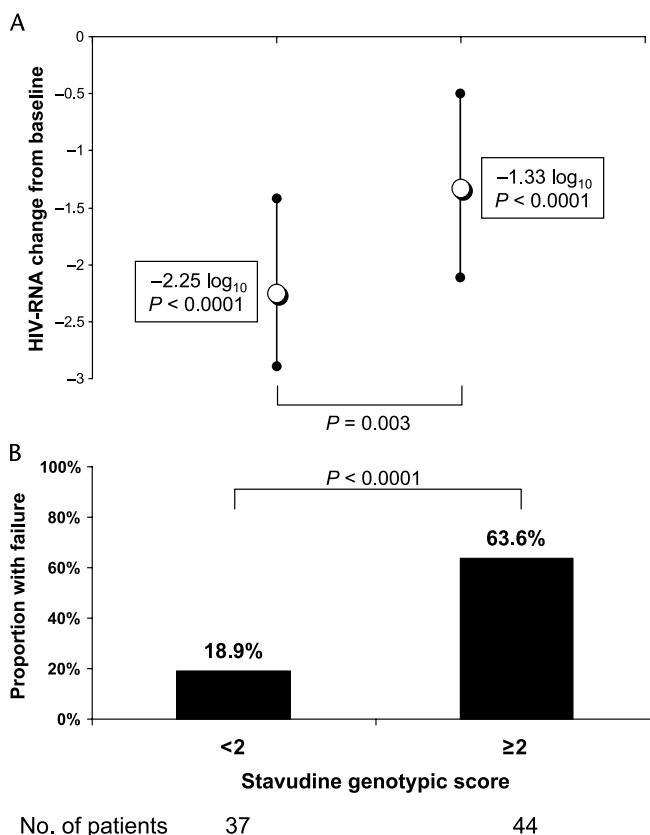 A
HIV-RNA change from baseline
0
–0.5
–1
–1.5
–2
–2.5
–3
–2.25 log10
P < 0.0001
–1.33 log10
P < 0.0001
P = 0.003
B
Proportion with failure
100%
80%
60%
40%
20%
0%
P < 0.0001
18.9%
63.6%
<2
≥2
Stavudine genotypic score
No. of patients 37 44